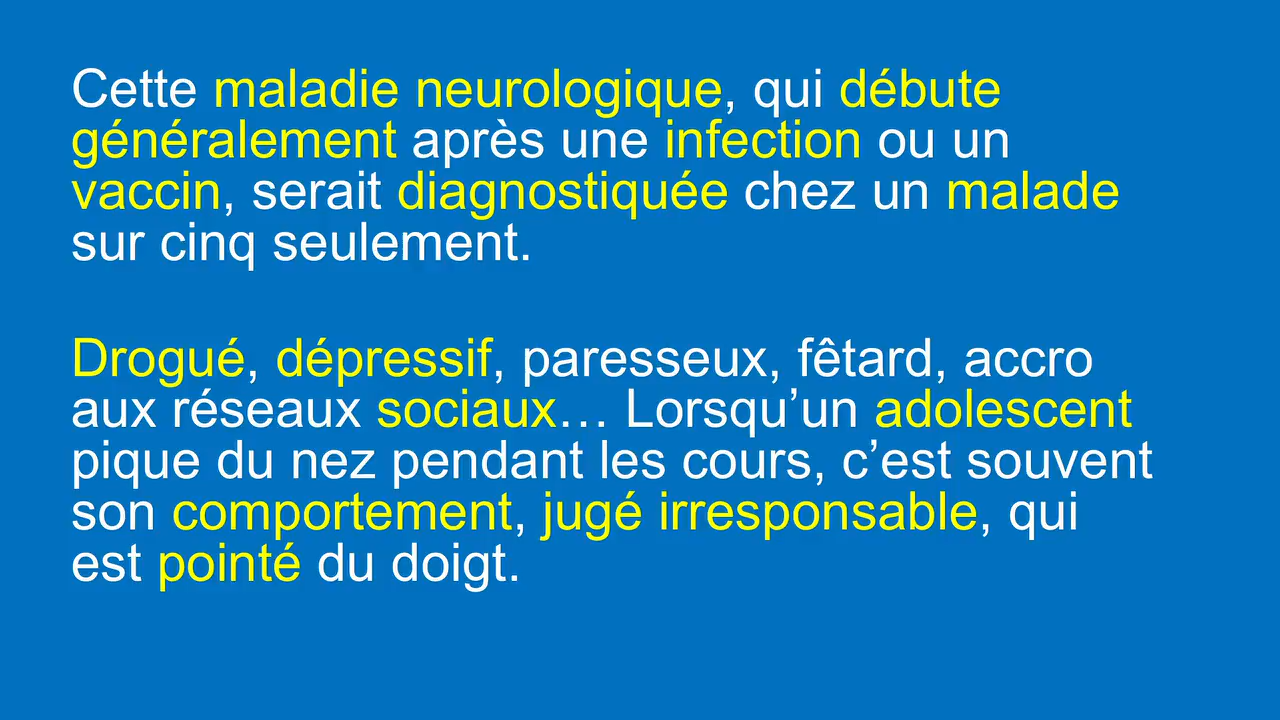 Cette maladie neurologique, qui débute
généralement après une infection ou un
vaccin, serait diagnostiquée chez un malade
sur cinq seulement.
Drogué, dépressif, paresseux, fêtard, accro
aux réseaux sociaux… Lorsqu’un adolescent
pique du nez pendant les cours, c’est souvent
son comportement, jugé irresponsable, qui
est pointé du doigt.